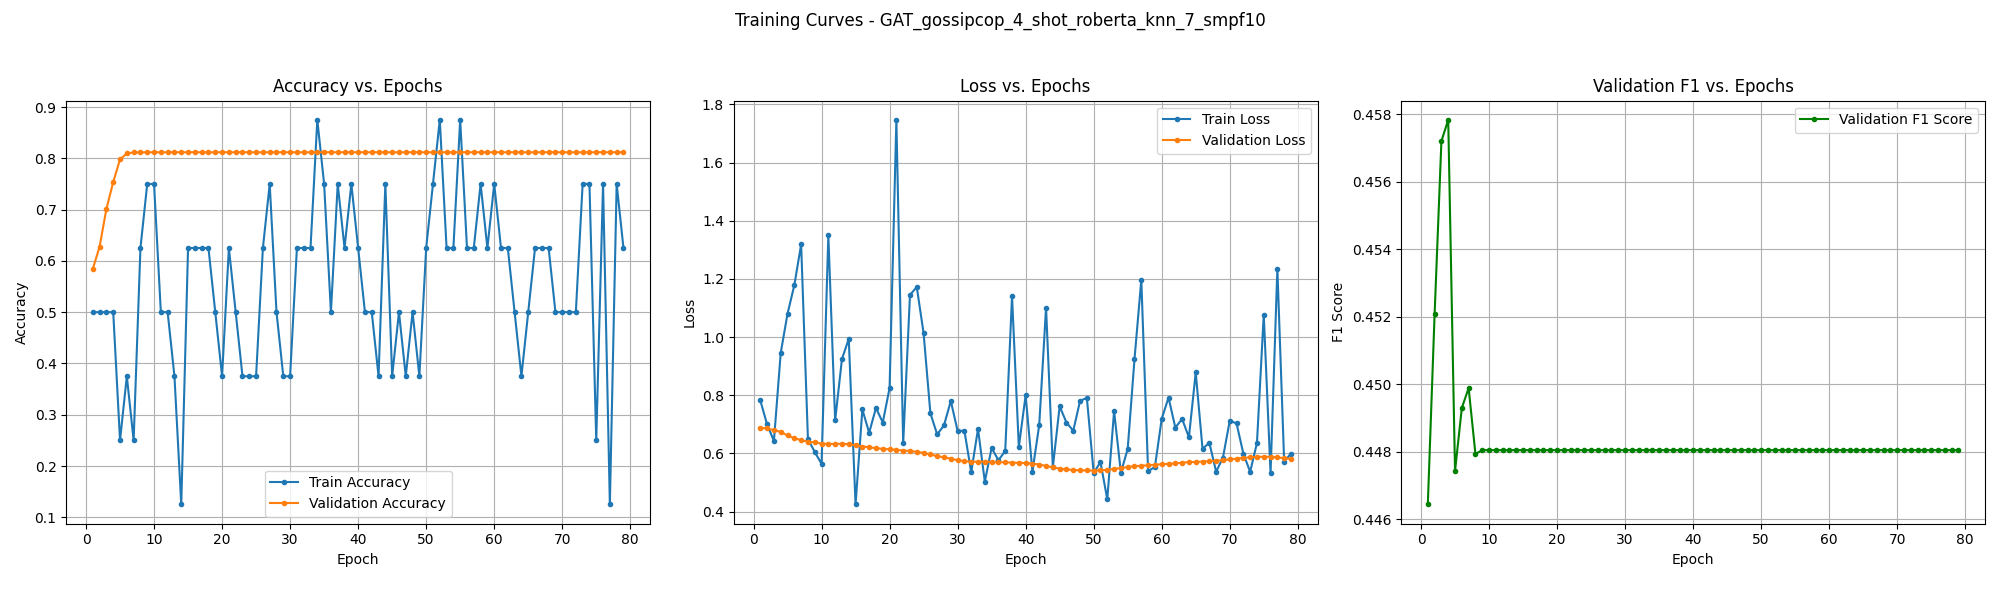 Training Curves - GAT_gossipcop_4_shot_roberta_knn_7_smpf10
Accuracy vs. Epochs
0.9
0.8
0.7
0.6
0.5
0.4
0.3
0.2
0.1
Accuracy
Train Accuracy
Validation Accuracy
0 10 20 30 40 50 60 70 80
Epoch
Loss vs. Epochs
1.8
1.6
1.4
1.2
1.0
0.8
0.6
0.4
Loss
Train Loss
Validation Loss
0 10 20 30 40 50 60 70 80
Epoch
Validation F1 vs. Epochs
0.458
0.456
0.454
0.452
0.450
0.448
0.446
F1 Score
Validation F1 Score
0 10 20 30 40 50 60 70 80
Epoch